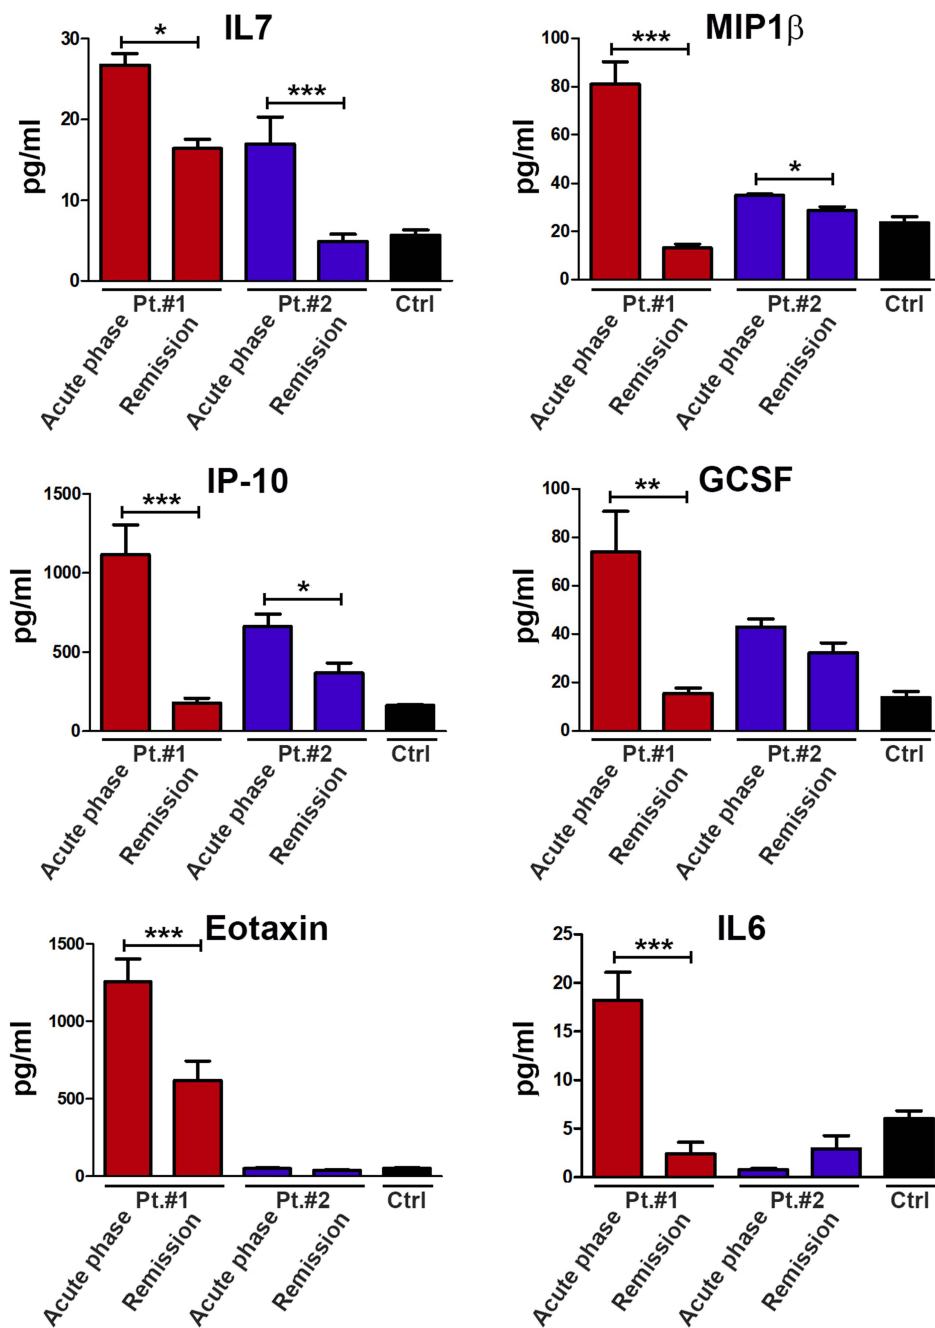 IL7
*
***
pg/ml
30
20
10
0
Pt.#1
Pt.#2
Ctrl
Acute phase
Remission
Acute phase
Remission
MIP1β
***
*
pg/ml
100
80
60
40
20
0
Pt.#1
Pt.#2
Ctrl
Acute phase
Remission
Acute phase
Remission
IP-10
***
*
pg/ml
1500
1000
500
0
Pt.#1
Pt.#2
Ctrl
Acute phase
Remission
Acute phase
Remission
GCSF
**
pg/ml
100
80
60
40
20
0
Pt.#1
Pt.#2
Ctrl
Acute phase
Remission
Acute phase
Remission
Eotaxin
***
pg/ml
1500
1000
500
0
Pt.#1
Pt.#2
Ctrl
Acute phase
Remission
Acute phase
Remission
IL6
***
pg/ml
25
20
15
10
5
0
Pt.#1
Pt.#2
Ctrl
Acute phase
Remission
Acute phase
Remission